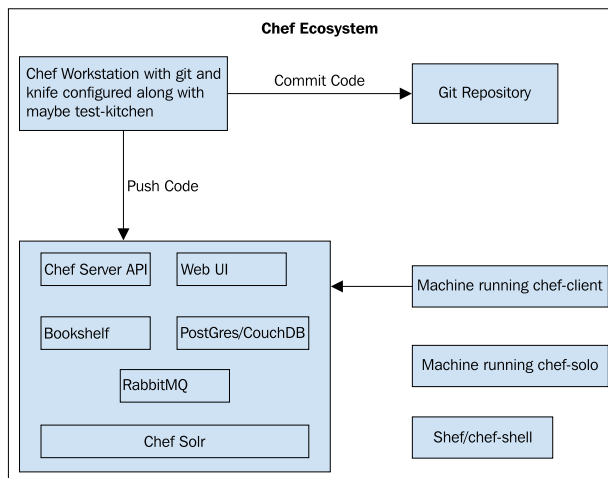 Chef Ecosystem
Chef Workstation with git and
knife configured along with
maybe test-kitchen
Commit Code
Git Repository
Push Code
Chef Server API
Web UI
Bookshelf
PostGres/CouchDB
RabbitMQ
Chef Solr
Machine running chef-client
Machine running chef-solo
Shef/chef-shell